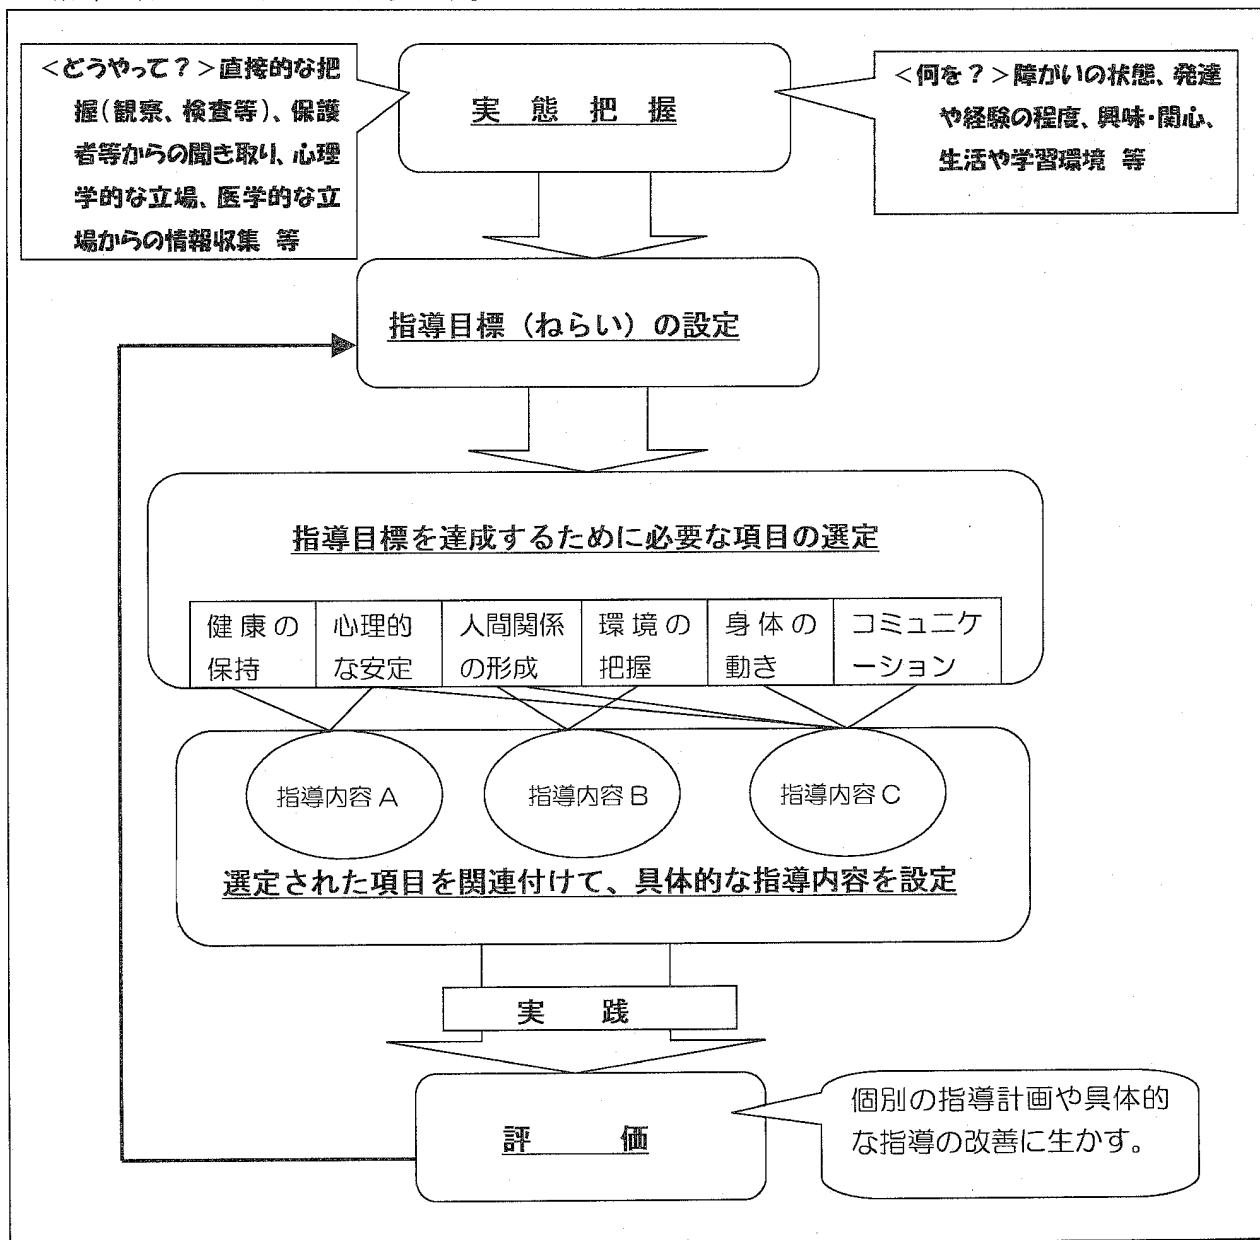 <どうやって？>直接的な把
握(観察、検査等)、保護
者等からの聞き取り、心理
学的な立場、医学的な立
場からの情報収集 等
実 態 把 握
<何を？>障がいの状態、発達
や経験の程度、興味・関心、
生活や学習環境 等
指導目標（ねらい）の設定
指導目標を達成するために必要な項目の選定
健康の
保持
心理的
な安定
人間関係
の形成
環境の
把握
身体の
動き
コミュニケ
ーション
指導内容A
指導内容B
指導内容C
選定された項目を関連付けて、具体的な指導内容を設定
実 践
評 価
個別の指導計画や具体的
な指導の改善に生かす。